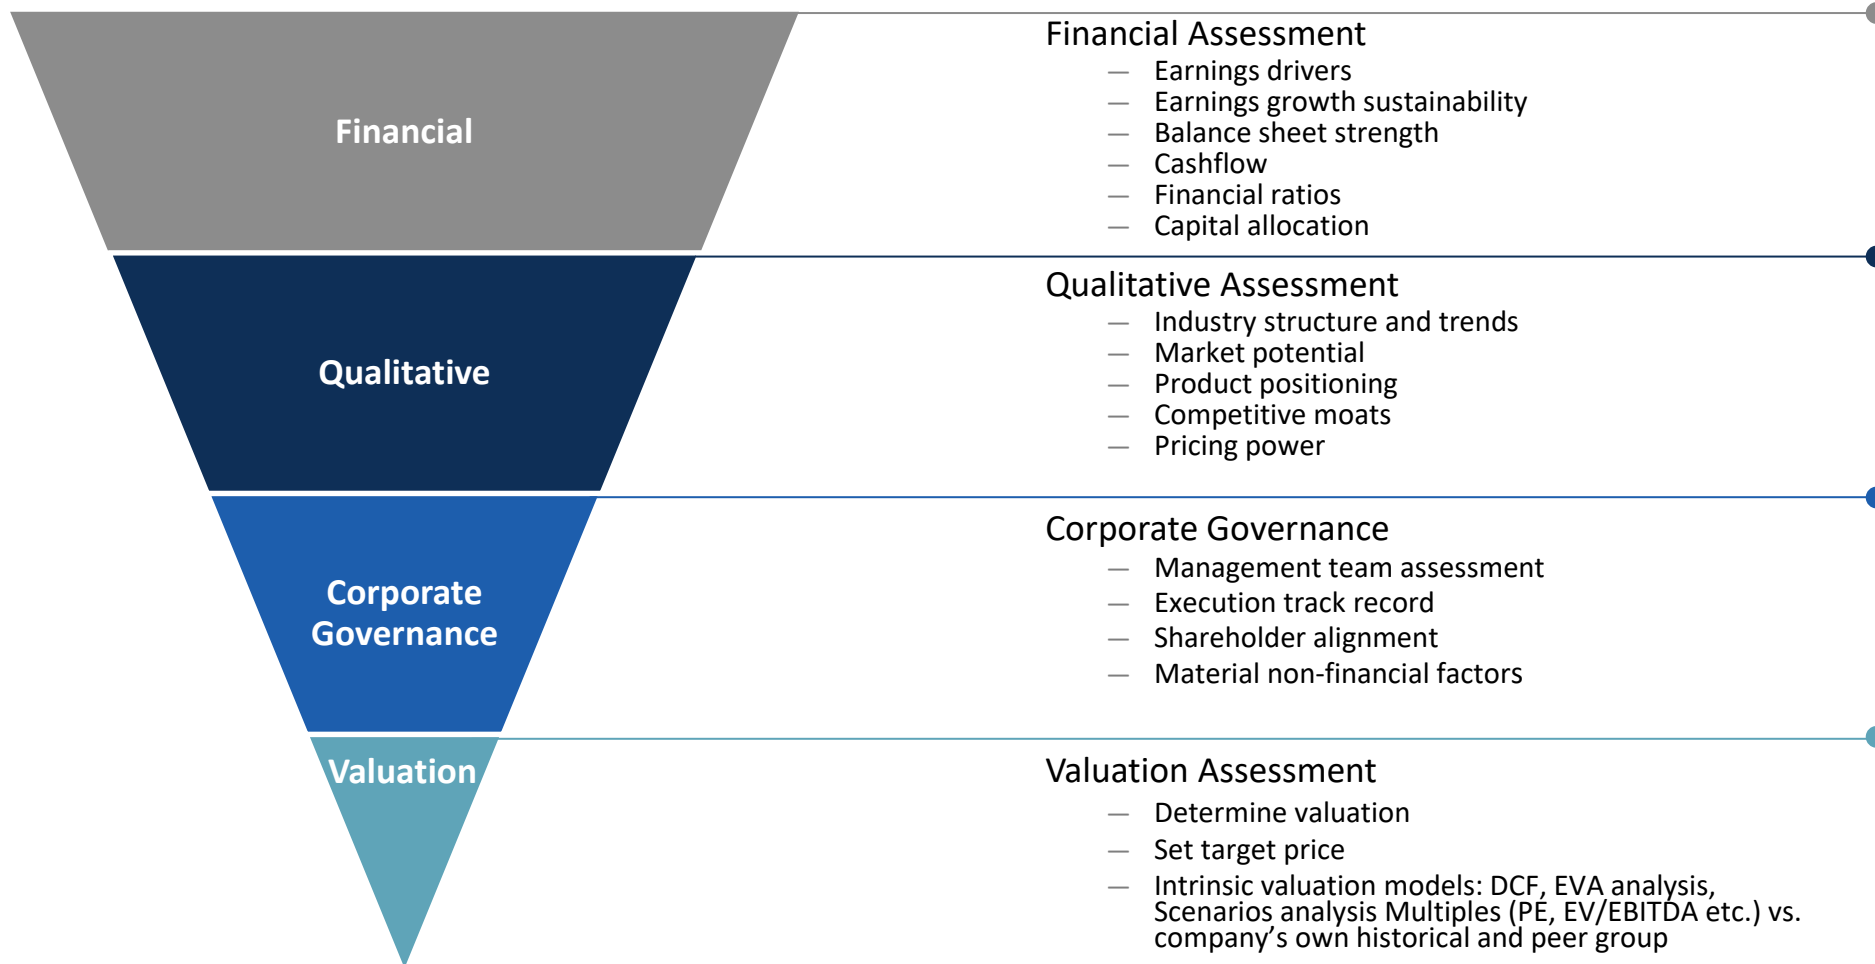 Financial
Financial Assessment
— Earnings drivers
— Earnings growth sustainability
— Balance sheet strength
— Cashflow
— Financial ratios
— Capital allocation
Qualitative
Qualitative Assessment
— Industry structure and trends
— Market potential
— Product positioning
— Competitive moats
— Pricing power
Corporate
Governance
Corporate Governance
— Management team assessment
— Execution track record
— Shareholder alignment
— Material non-financial factors
Valuation
Valuation Assessment
— Determine valuation
— Set target price
— Intrinsic valuation models: DCF, EVA analysis,
Scenarios analysis Multiples (PE, EV/EBITDA etc.) vs.
company’s own historical and peer group